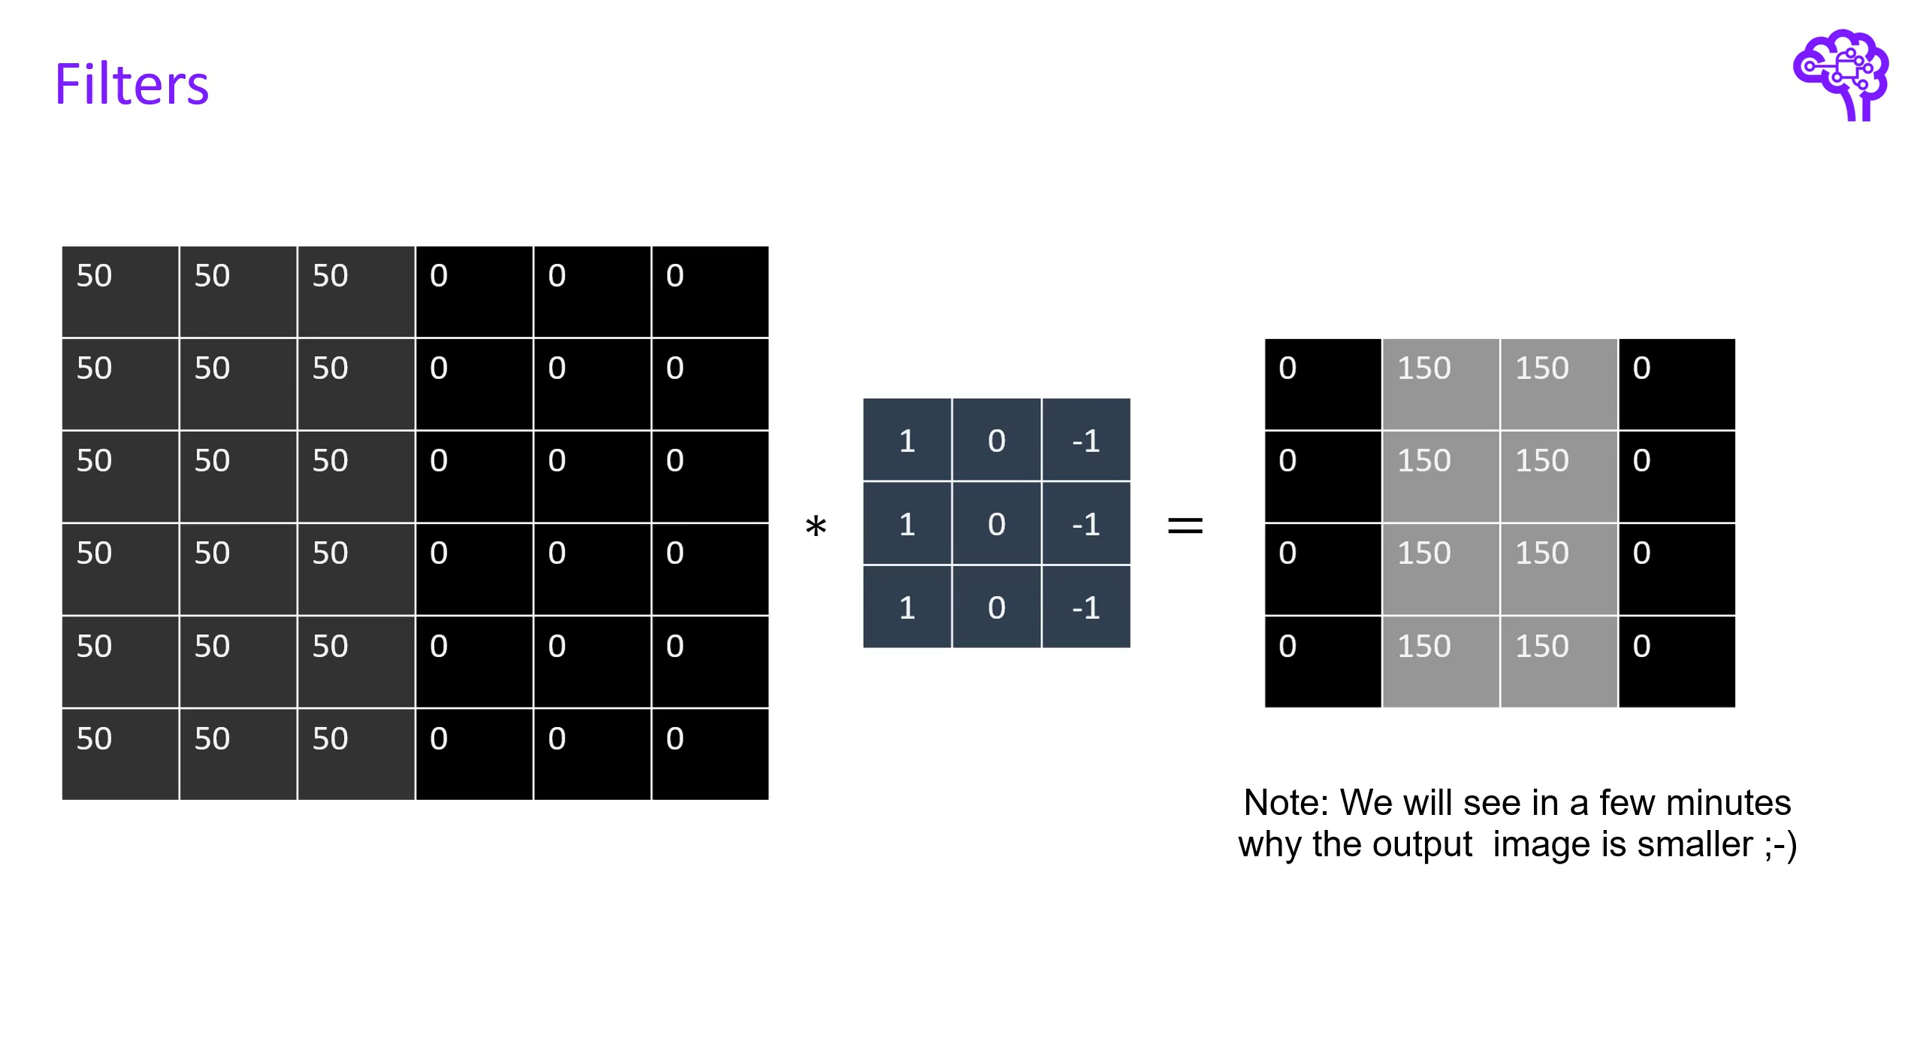 Filters
50 50 50 0 0 0
50 50 50 0 0 0
50 50 50 0 0 0
50 50 50 0 0 0
50 50 50 0 0 0
50 50 50 0 0 0
*
1 0 -1
1 0 -1
1 0 -1
=
0 150 150 0
0 150 150 0
0 150 150 0
0 150 150 0
Note: We will see in a few minutes
why the output  image is smaller ;-)